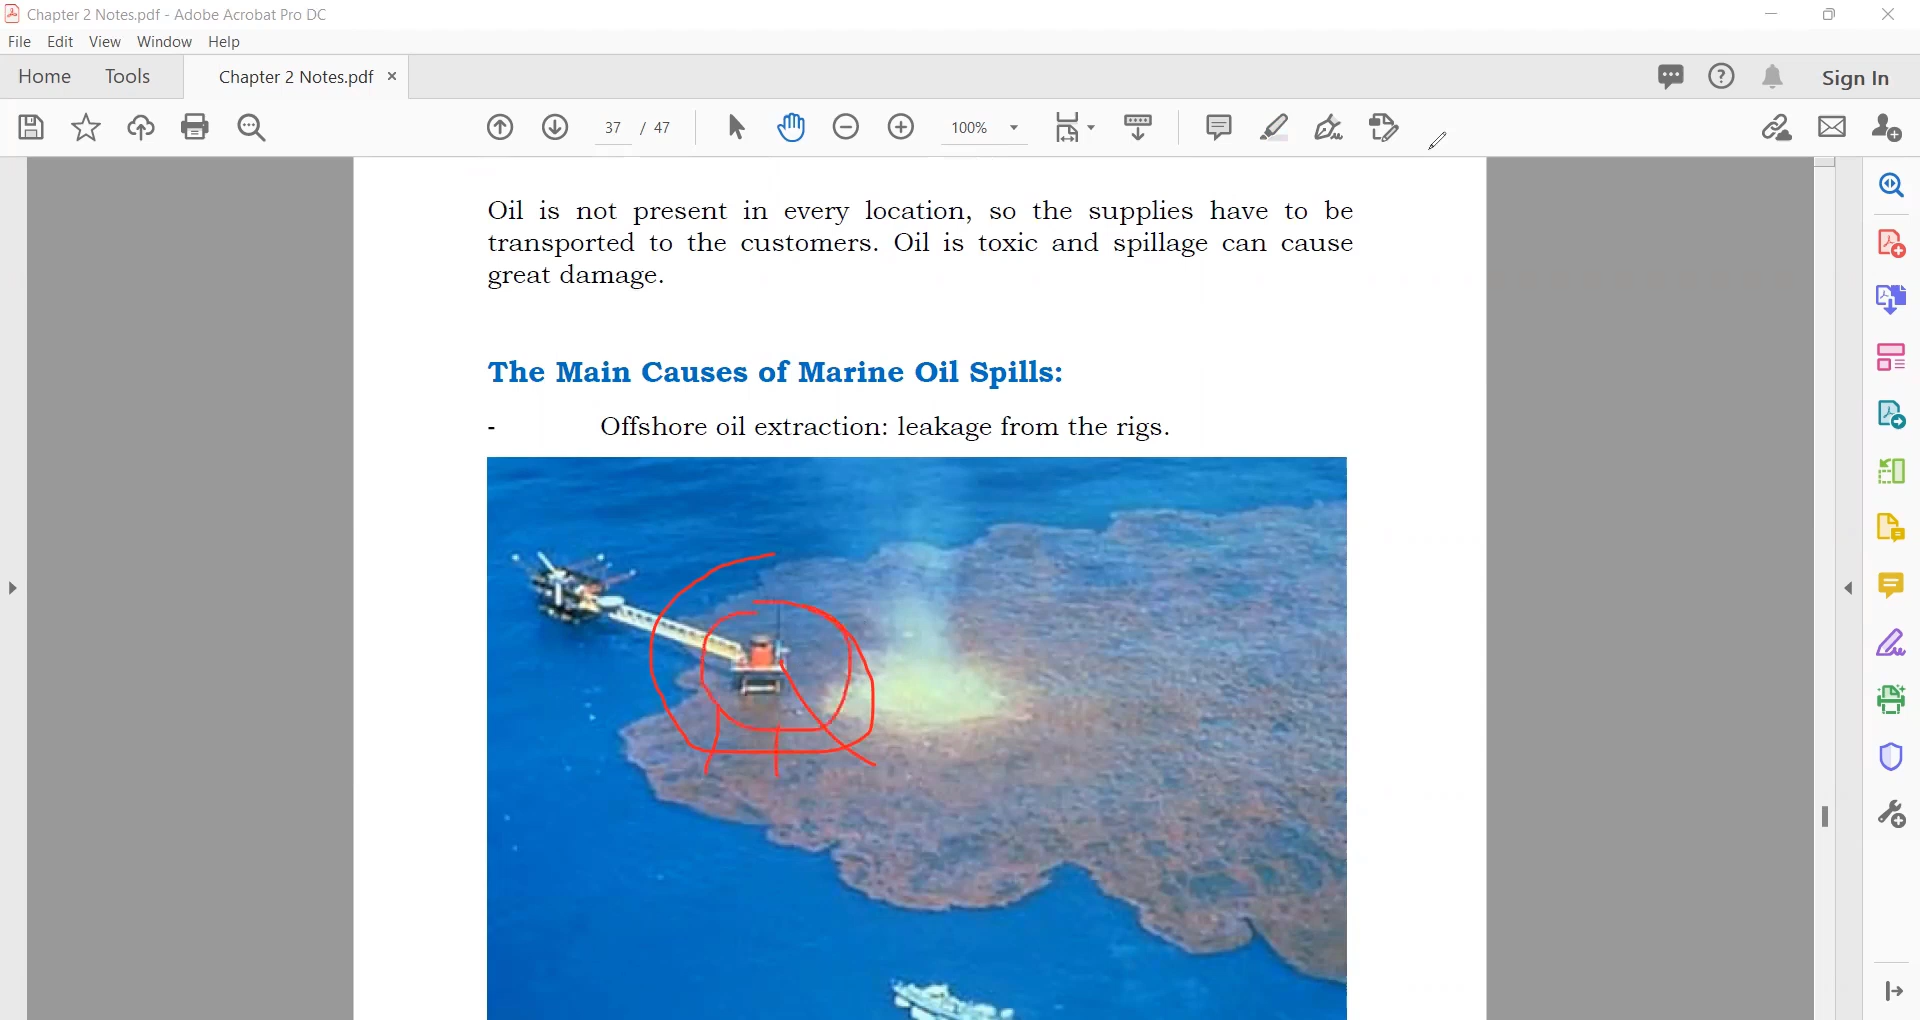 Chapter 2 Notes.pdf - Adobe Acrobat Pro DC
File Edit View Window Help
Home Tools Chapter 2 Notes.pdf × Sign In
37 / 47 100%
Oil is not present in every location, so the supplies have to be
transported to the customers. Oil is toxic and spillage can cause
great damage.
The Main Causes of Marine Oil Spills:
- Offshore oil extraction: leakage from the rigs.